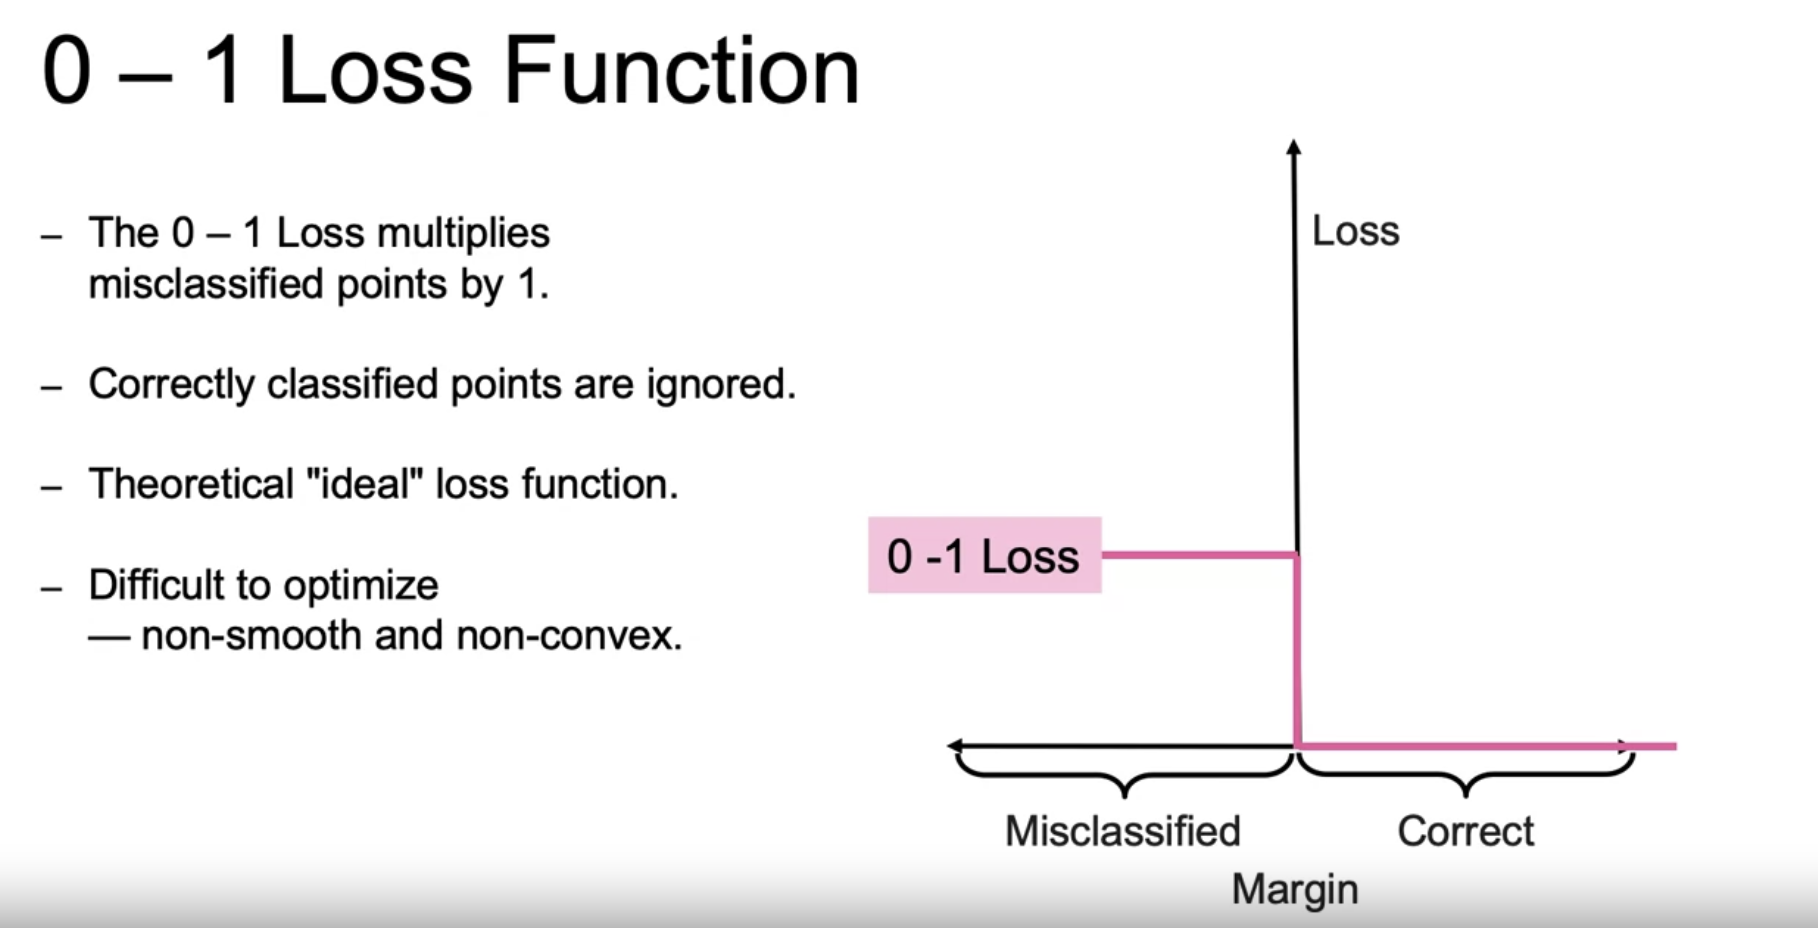 0 – 1 Loss Function
– The 0 – 1 Loss multiplies
misclassified points by 1.
– Correctly classified points are ignored.
– Theoretical "ideal" loss function.
– Difficult to optimize
— non-smooth and non-convex.
Loss
0 -1 Loss
Misclassified
Correct
Margin